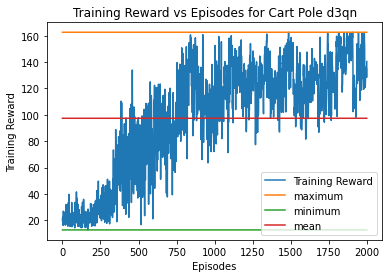 Training Reward vs Episodes for Cart Pole d3qn
160
140
120
100
80
60
40
20
Training Reward
0
250
500
750
1000
1250
1500
1750
2000
Episodes
Training Reward
maximum
minimum
mean